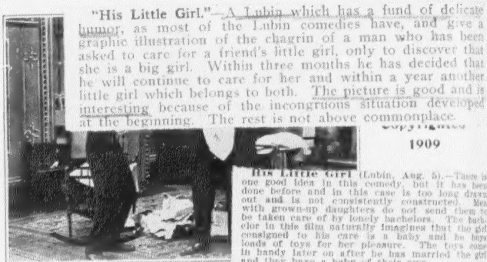 "His Little Girl."—A Lubin which has a fund of delicate
humor, as most of the Lubin comedies have, and give a
graphic illustration of the chagrin of a man who has been
asked to care for a friend's little girl, only to discover that
she is a big girl. Within three months he has decided that
he will continue to care for her and within a year another
little girl which belongs to both. The picture is good and is
interesting because of the incongruous situation developed
at the beginning. The rest is not above commonplace.
Copyrighted
1909
His Little Girl (Lubin, Aug. 5).—There is
one good idea in this comedy, but it has been
done before and in this case is too long drawn
out and is not consistently constructed. Men
with grown-up daughters do not send them to
be taken care of by lonely bachelors. The bach-
elor in this film naturally imagines that the girl
consigned to his care is a baby and he buys
loads of toys for her pleasure. The toys come
in handy later on after he has married the girl
and they have a baby of their own.